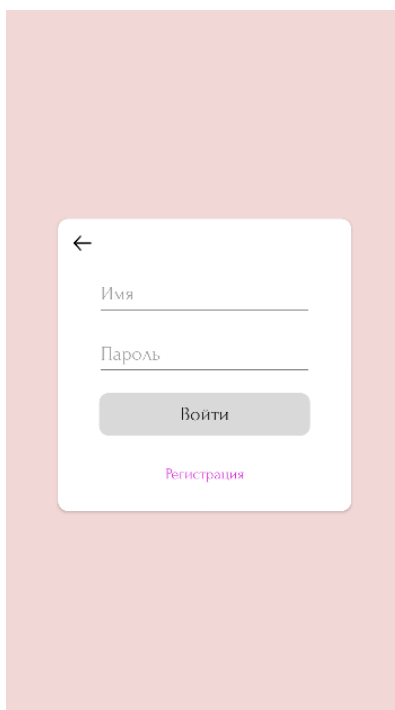 Имя
Пароль
Войти
Регистрация